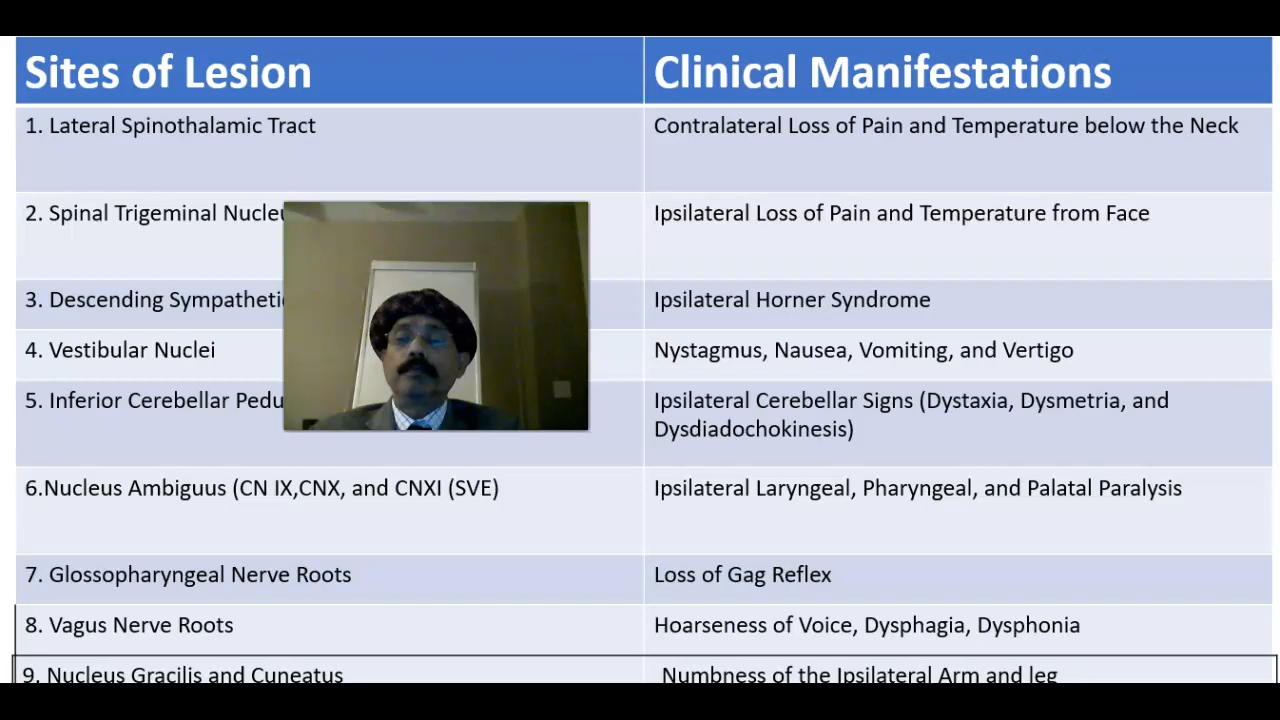 Sites of Lesion
Clinical Manifestations
1. Lateral Spinothalamic Tract
Contralateral Loss of Pain and Temperature below the Neck
2. Spinal Trigeminal
Ipsilateral Loss of Pain and Temperature from Face
3. Descending
Ipsilateral Horner Syndrome
4. Vestibular Nuclei
Nystagmus, Nausea, Vomiting, and Vertigo
5. Inferior Cerebellar
Ipsilateral Cerebellar Signs (Dystaxia, Dysmetria, and
Dysdiadochokinesis)
6.Nucleus Ambiguus (CN IX,CNX, and CNXI (SVE)
Ipsilateral Laryngeal, Pharyngeal, and Palatal Paralysis
7. Glossopharyngeal Nerve Roots
Loss of Gag Reflex
8. Vagus Nerve Roots
Hoarseness of Voice, Dysphagia, Dysphonia
9. Nucleus Gracilis and Cuneatus
Numbness of the Ipsilateral Arm and leg